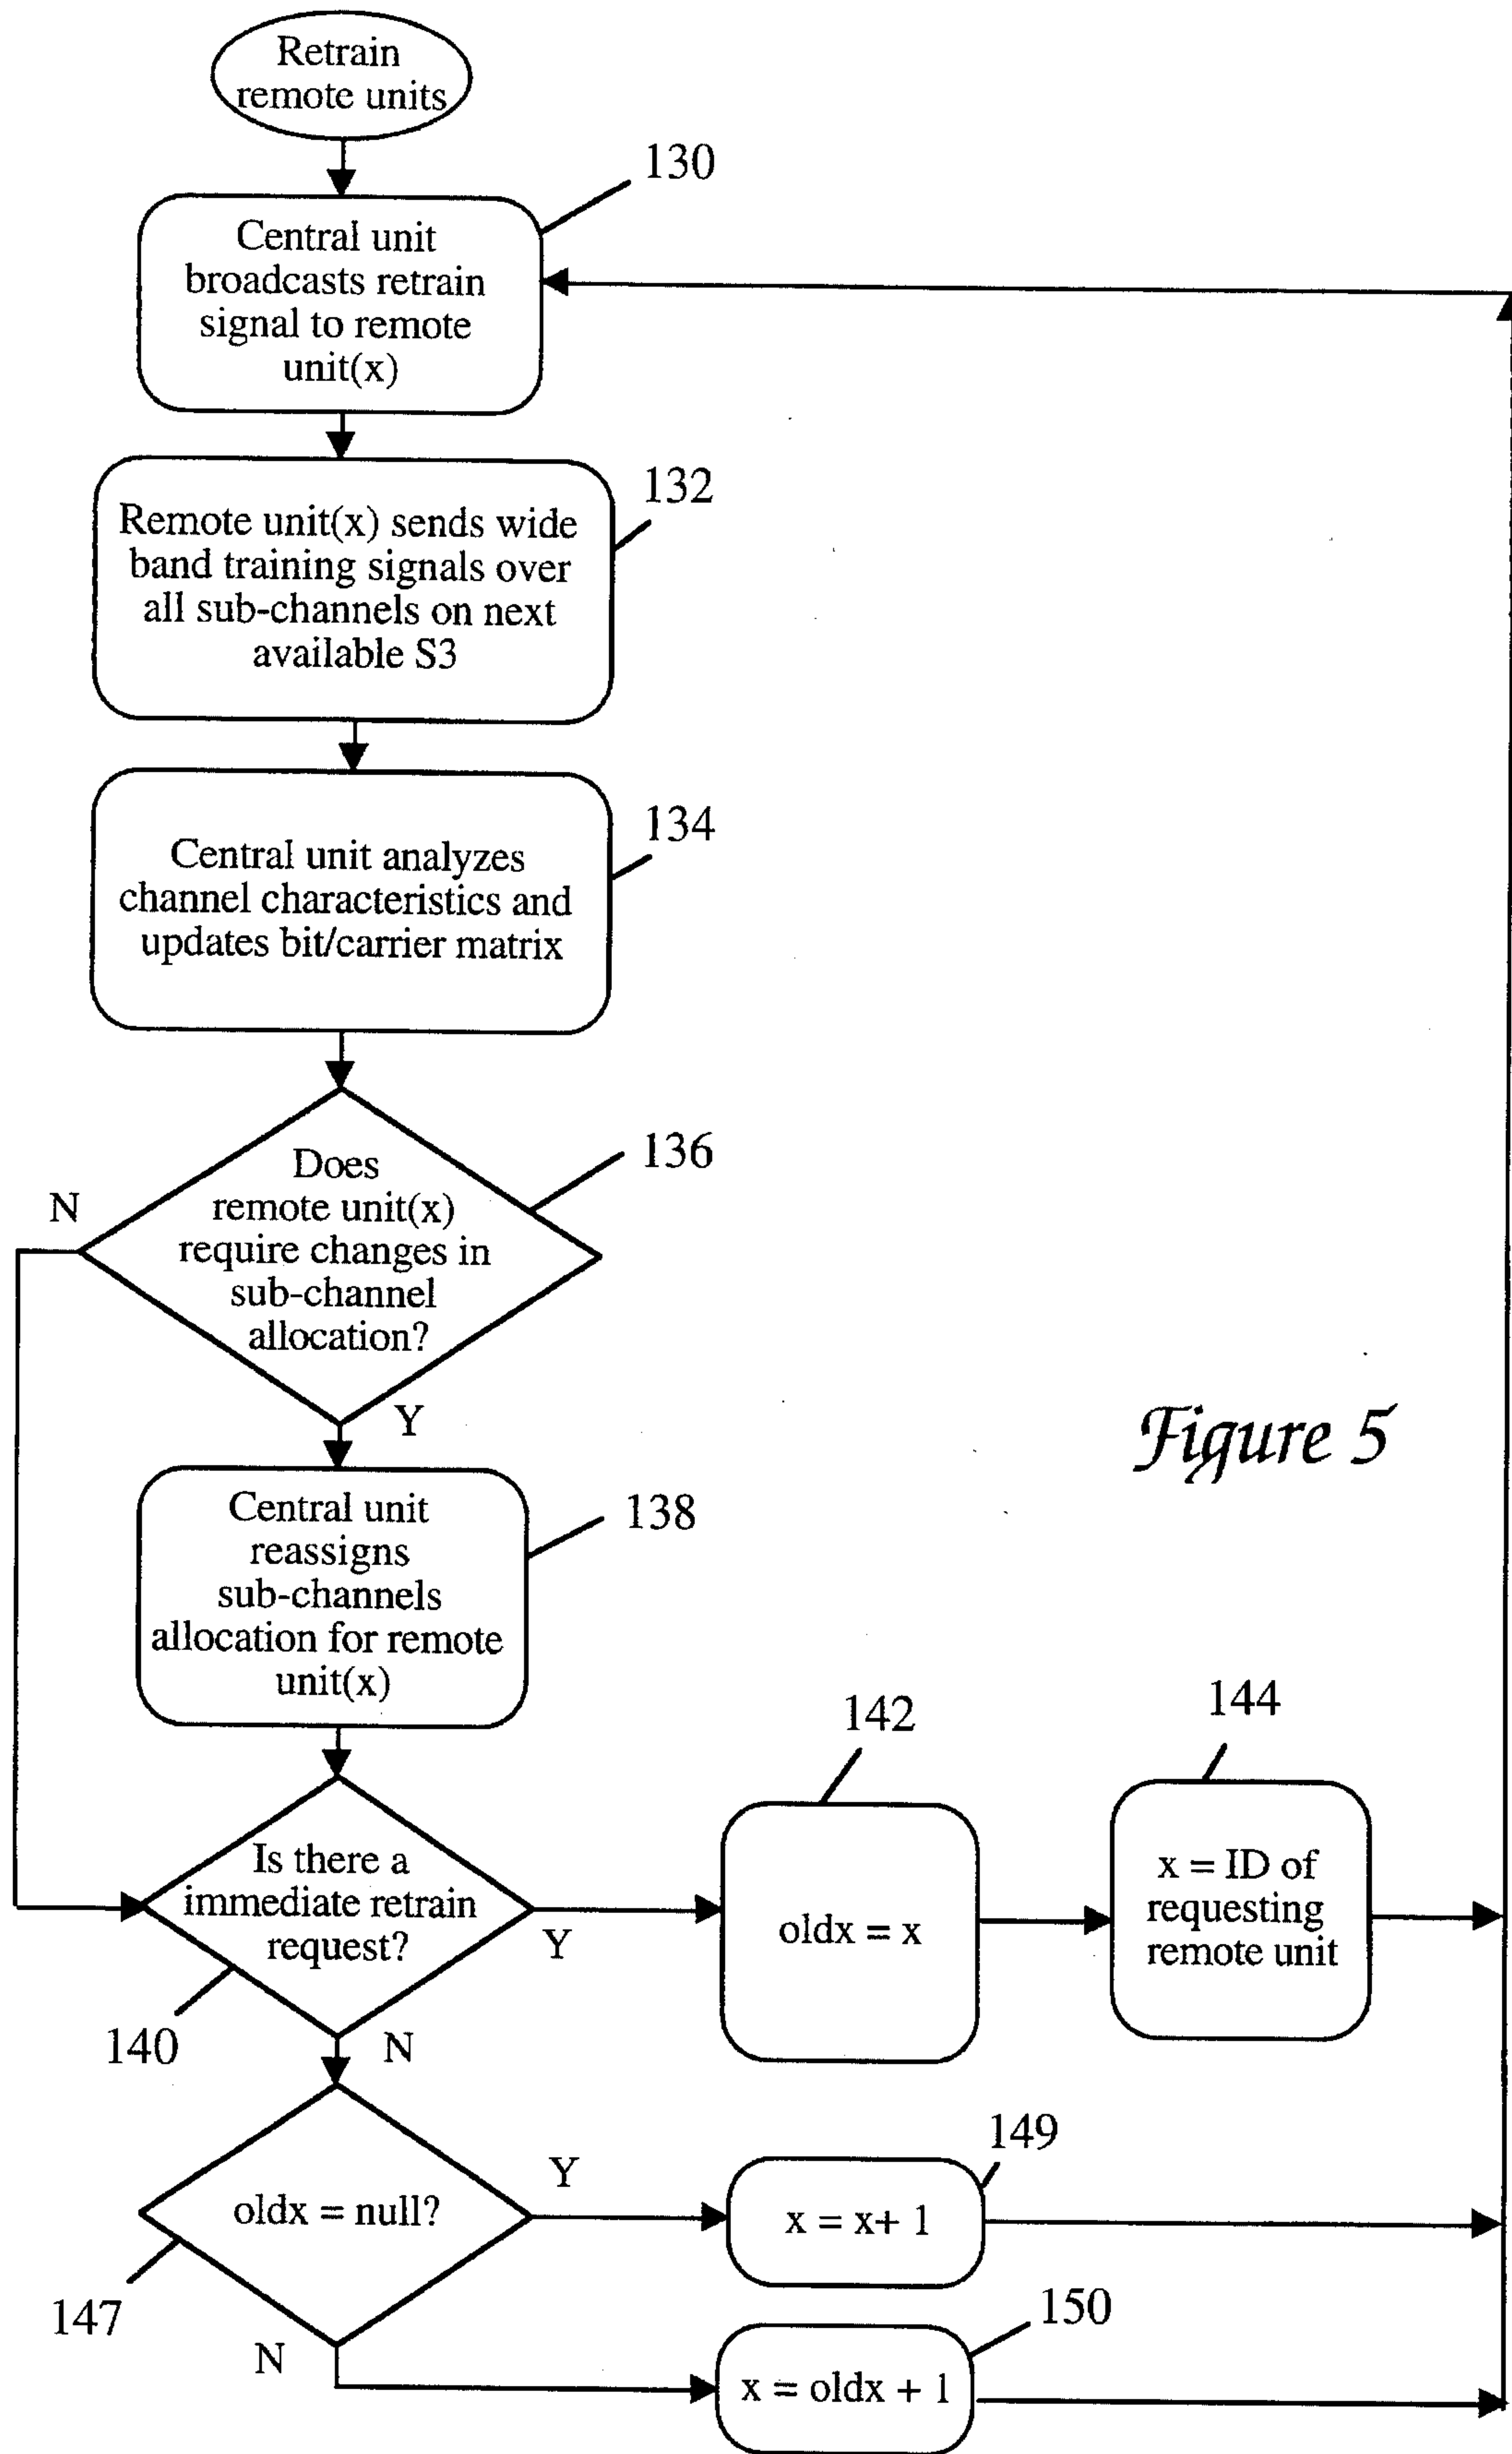 Retrain
remote units
130
Central unit
broadcasts retrain
signal to remote
unit(x)
132
Remote unit(x) sends wide
band training signals over
all sub-channels on next
available S3
134
Central unit analyzes
channel characteristics and
updates bit/carrier matrix
136
N
Does
remote unit(x)
require changes in
sub-channel
allocation?
Y
Figure 5
138
Central unit
reassigns
sub-channels
allocation for remote
unit(x)
142
144
Is there a
immediate retrain
request?
Y
oldx = x
x = ID of
requesting
remote unit
140
N
149
Y
oldx = null?
x = x+ 1
147
150
N
x = oldx + 1